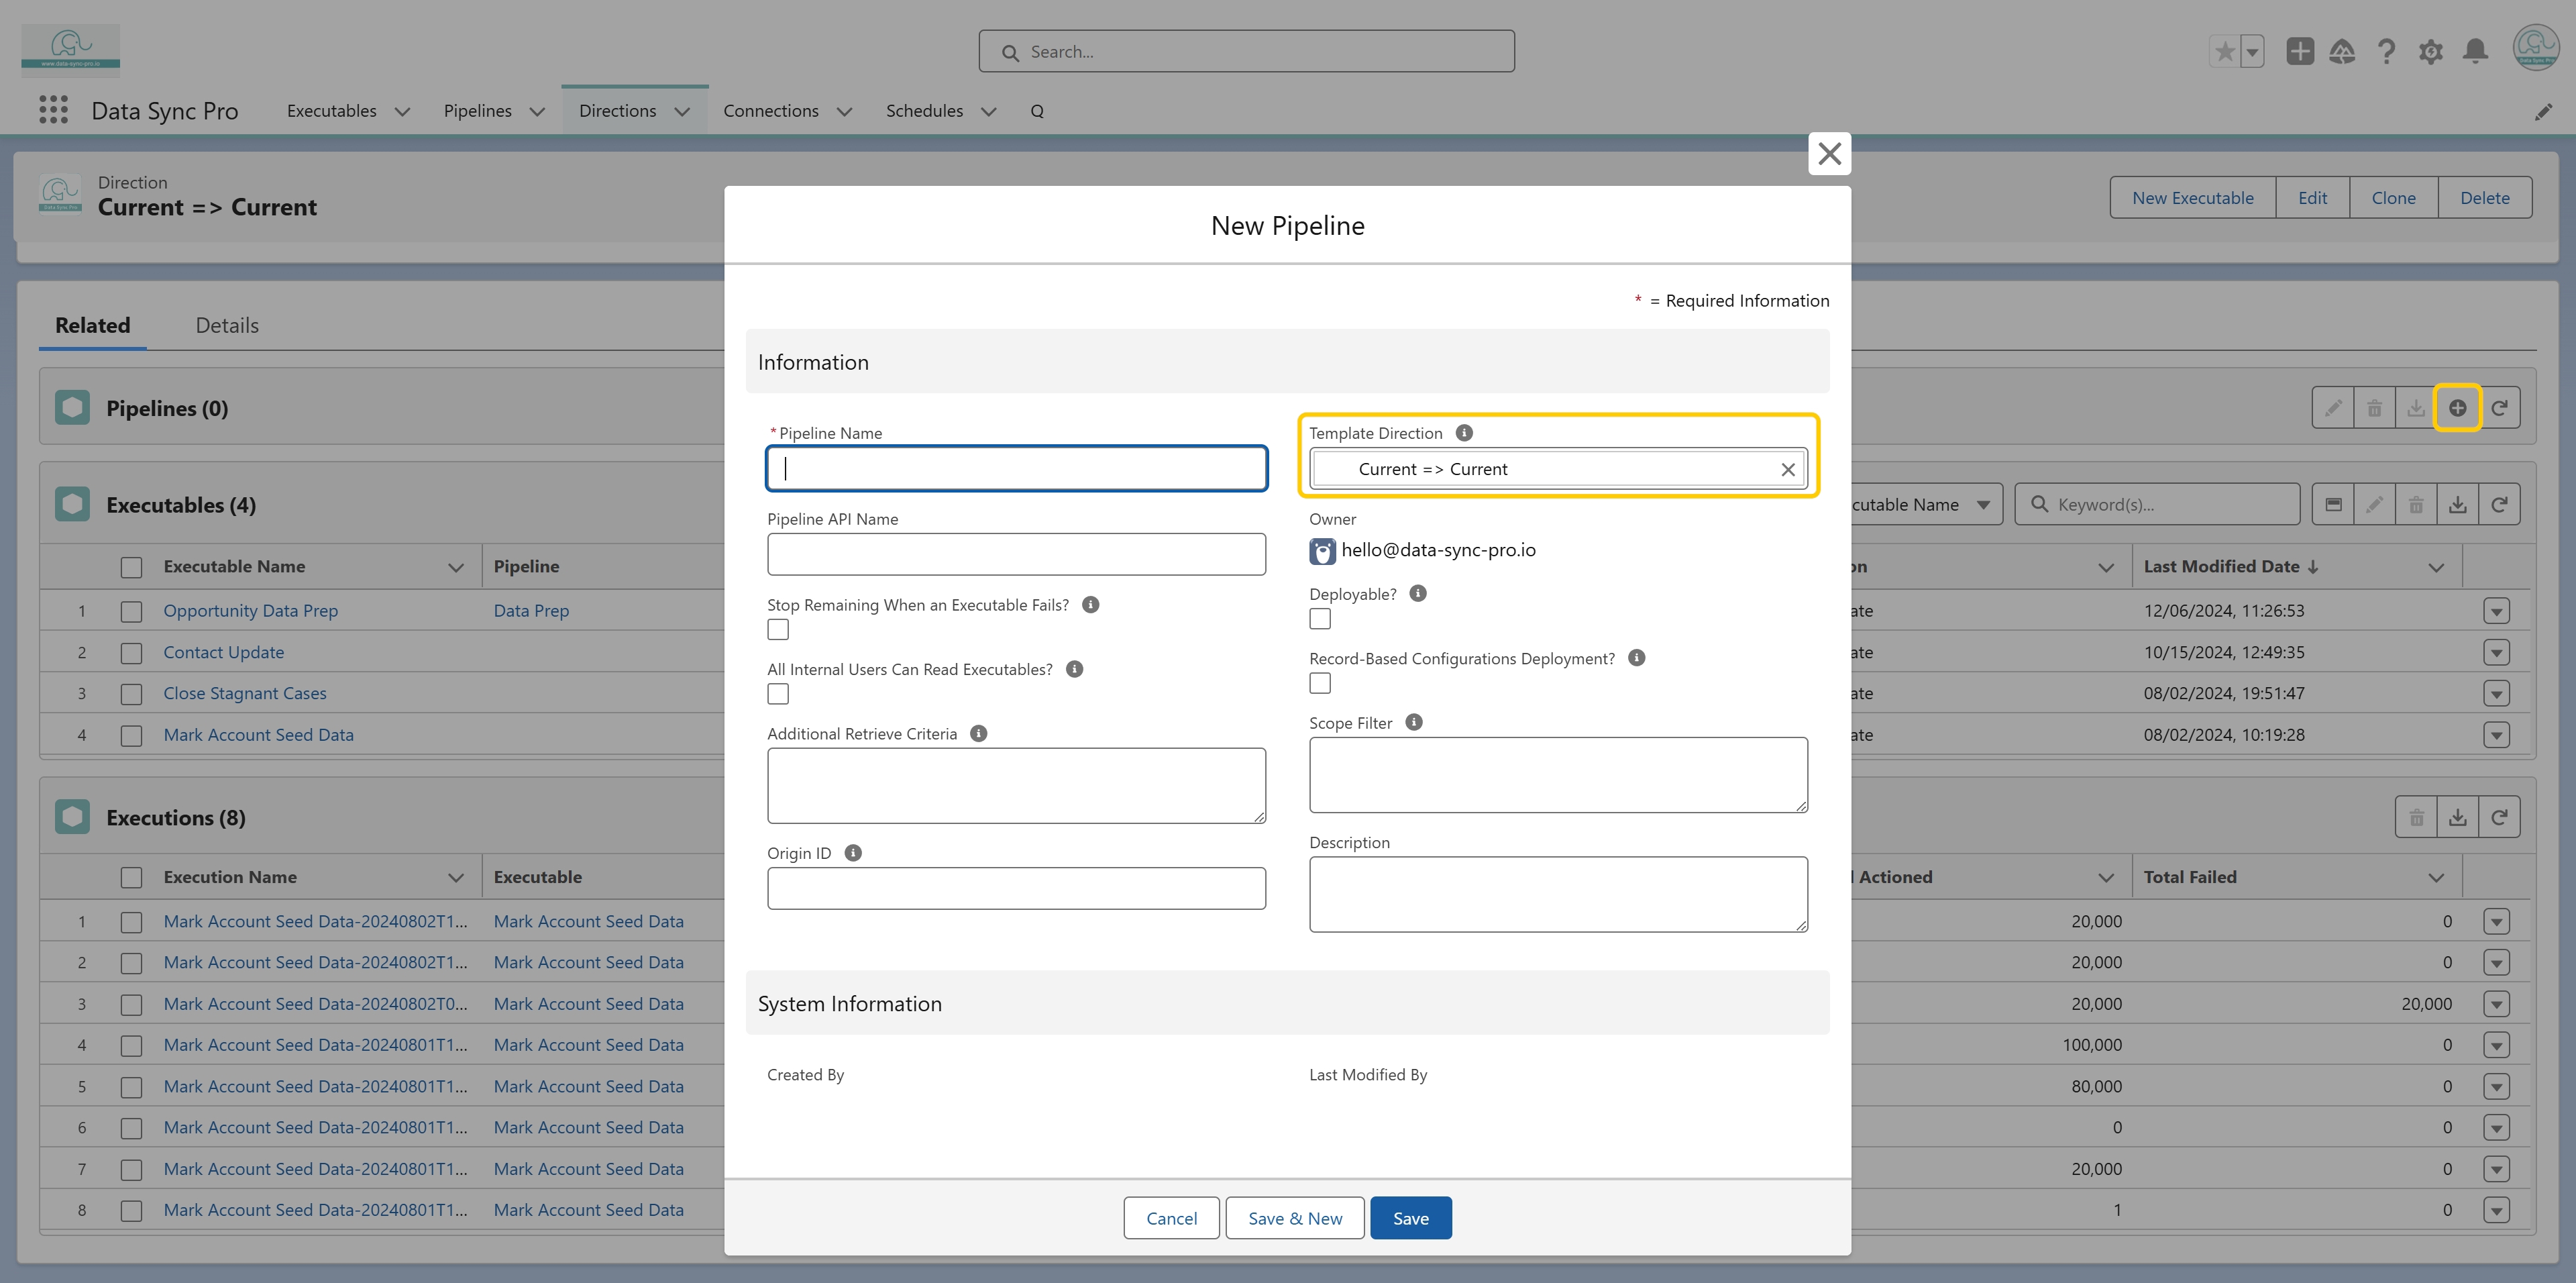 www.data-sync-pro.io
Search...
Data Sync Pro
Executables
Pipelines
Directions
Connections
Schedules
Q
Direction
Current => Current
New Executable
Edit
Clone
Delete
New Pipeline
* = Required Information
Related
Details
Information
Pipelines (0)
* Pipeline Name
Template Direction
Current => Current
Executables (4)
cutable Name
Keyword(s)...
Pipeline API Name
Owner
hello@data-sync-pro.io
Executable Name
Pipeline
on
Last Modified Date
1
Opportunity Data Prep
Data Prep
ate
12/06/2024, 11:26:53
2
Contact Update
ate
10/15/2024, 12:49:35
3
Close Stagnant Cases
ate
08/02/2024, 19:51:47
4
Mark Account Seed Data
ate
08/02/2024, 10:19:28
Stop Remaining When an Executable Fails?
Deployable?
All Internal Users Can Read Executables?
Record-Based Configurations Deployment?
Additional Retrieve Criteria
Scope Filter
Origin ID
Description
Executions (8)
Execution Name
Executable
Actioned
Total Failed
1
Mark Account Seed Data-20240802T1...
Mark Account Seed Data
20,000
0
2
Mark Account Seed Data-20240802T1...
Mark Account Seed Data
20,000
0
3
Mark Account Seed Data-20240802T0...
Mark Account Seed Data
20,000
20,000
4
Mark Account Seed Data-20240801T1...
Mark Account Seed Data
100,000
0
5
Mark Account Seed Data-20240801T1...
Mark Account Seed Data
80,000
0
6
Mark Account Seed Data-20240801T1...
Mark Account Seed Data
0
0
7
Mark Account Seed Data-20240801T1...
Mark Account Seed Data
20,000
0
8
Mark Account Seed Data-20240801T1...
Mark Account Seed Data
1
0
System Information
Created By
Last Modified By
Cancel
Save & New
Save